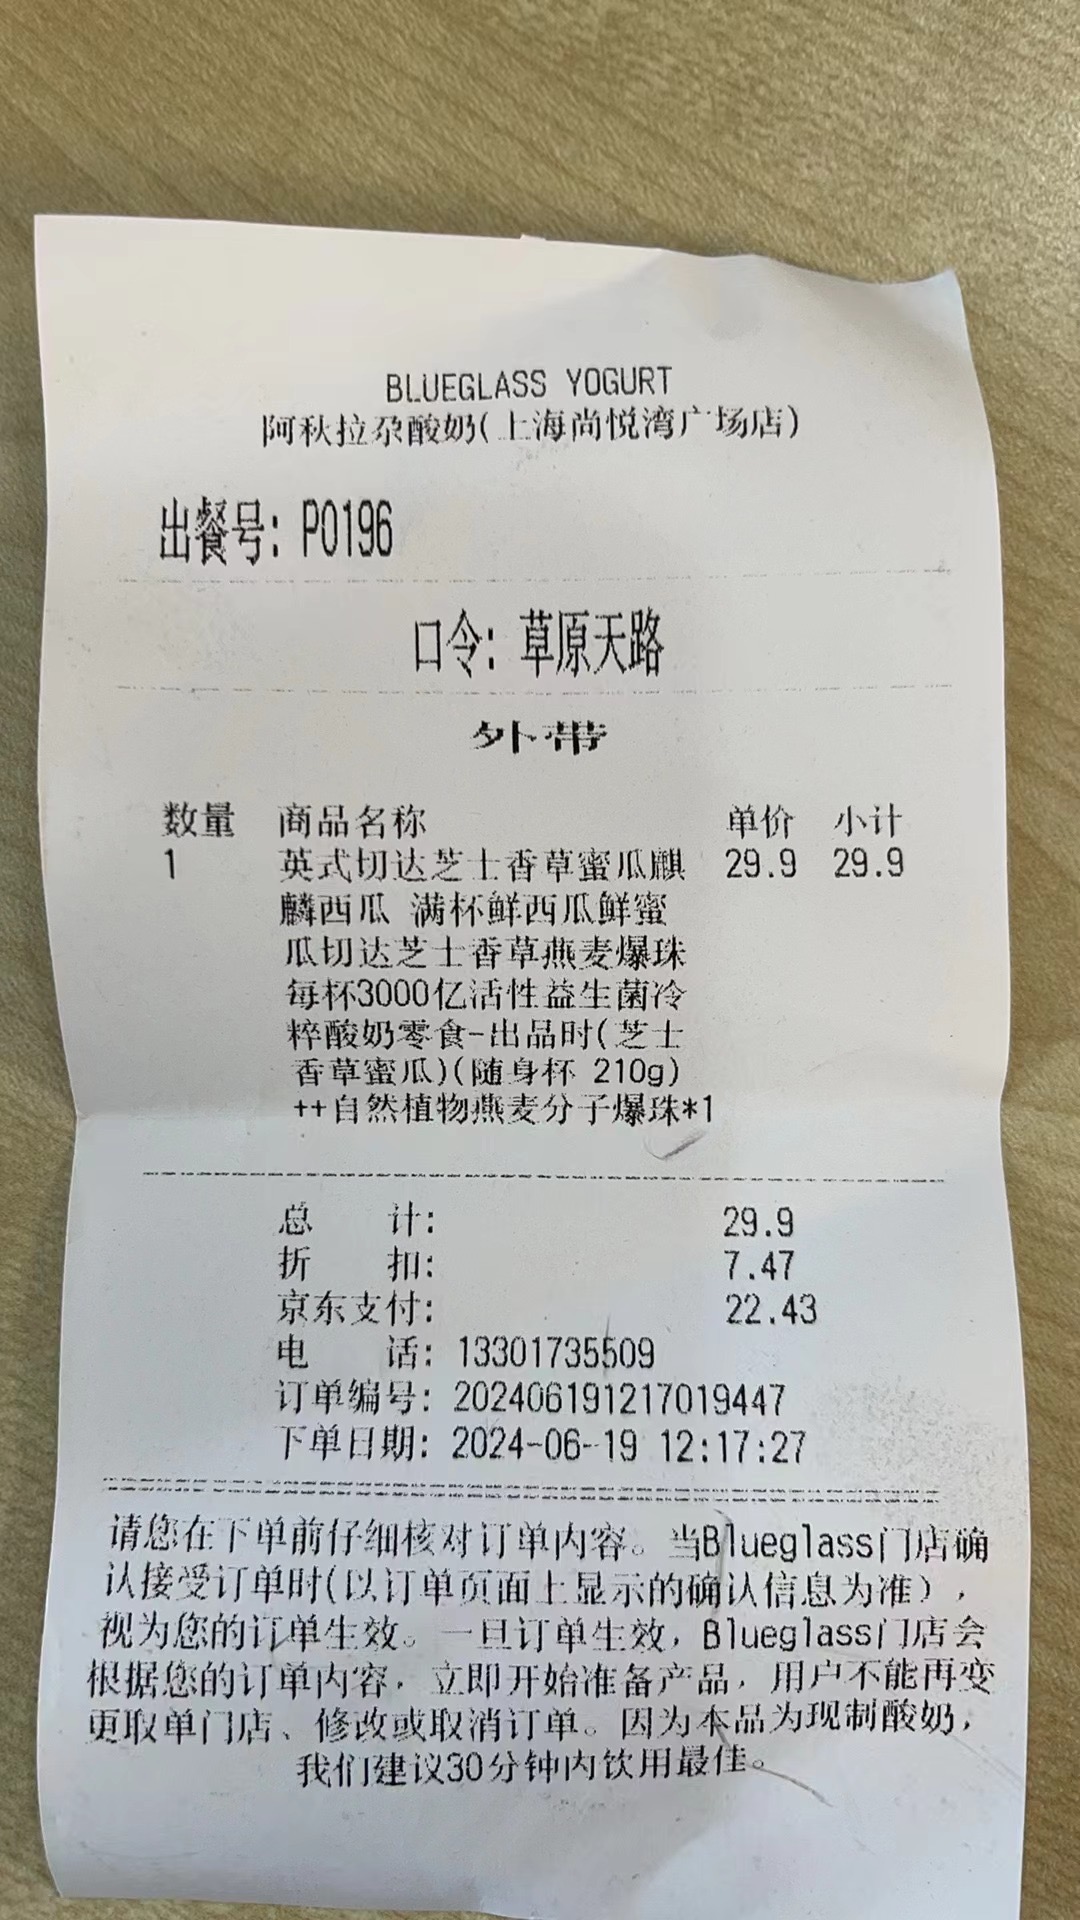 BLUEGLASS YOGURT
阿秋拉尕酸奶(上海尚悦湾广场店)
出餐号: P0196
口令: 草原天路
外带
数量 商品名称 单价 小计
1 英式切达芝士香草蜜瓜麒 29.9 29.9
麟西瓜 满杯鲜西瓜鲜蜜
瓜切达芝士香草燕麦爆珠
每杯3000亿活性益生菌冷
粹酸奶零食-出品时(芝士
香草蜜瓜)(随身杯 210g)
++自然植物燕麦分子爆珠*1
总 计: 29.9
折 扣: 7.47
京东支付: 22.43
电 话: 13301735509
订单编号: 202406191217019447
下单日期: 2024-06-19 12:17:27
请您在下单前仔细核对订单内容。当Blueglass门店确
认接受订单时(以订单页面上显示的确认信息为准),
视为您的订单生效。一旦订单生效,Blueglass门店会
根据您的订单内容,立即开始准备产品,用户不能再变
更取单门店、修改或取消订单。因为本品为现制酸奶,
我们建议30分钟内饮用最佳。